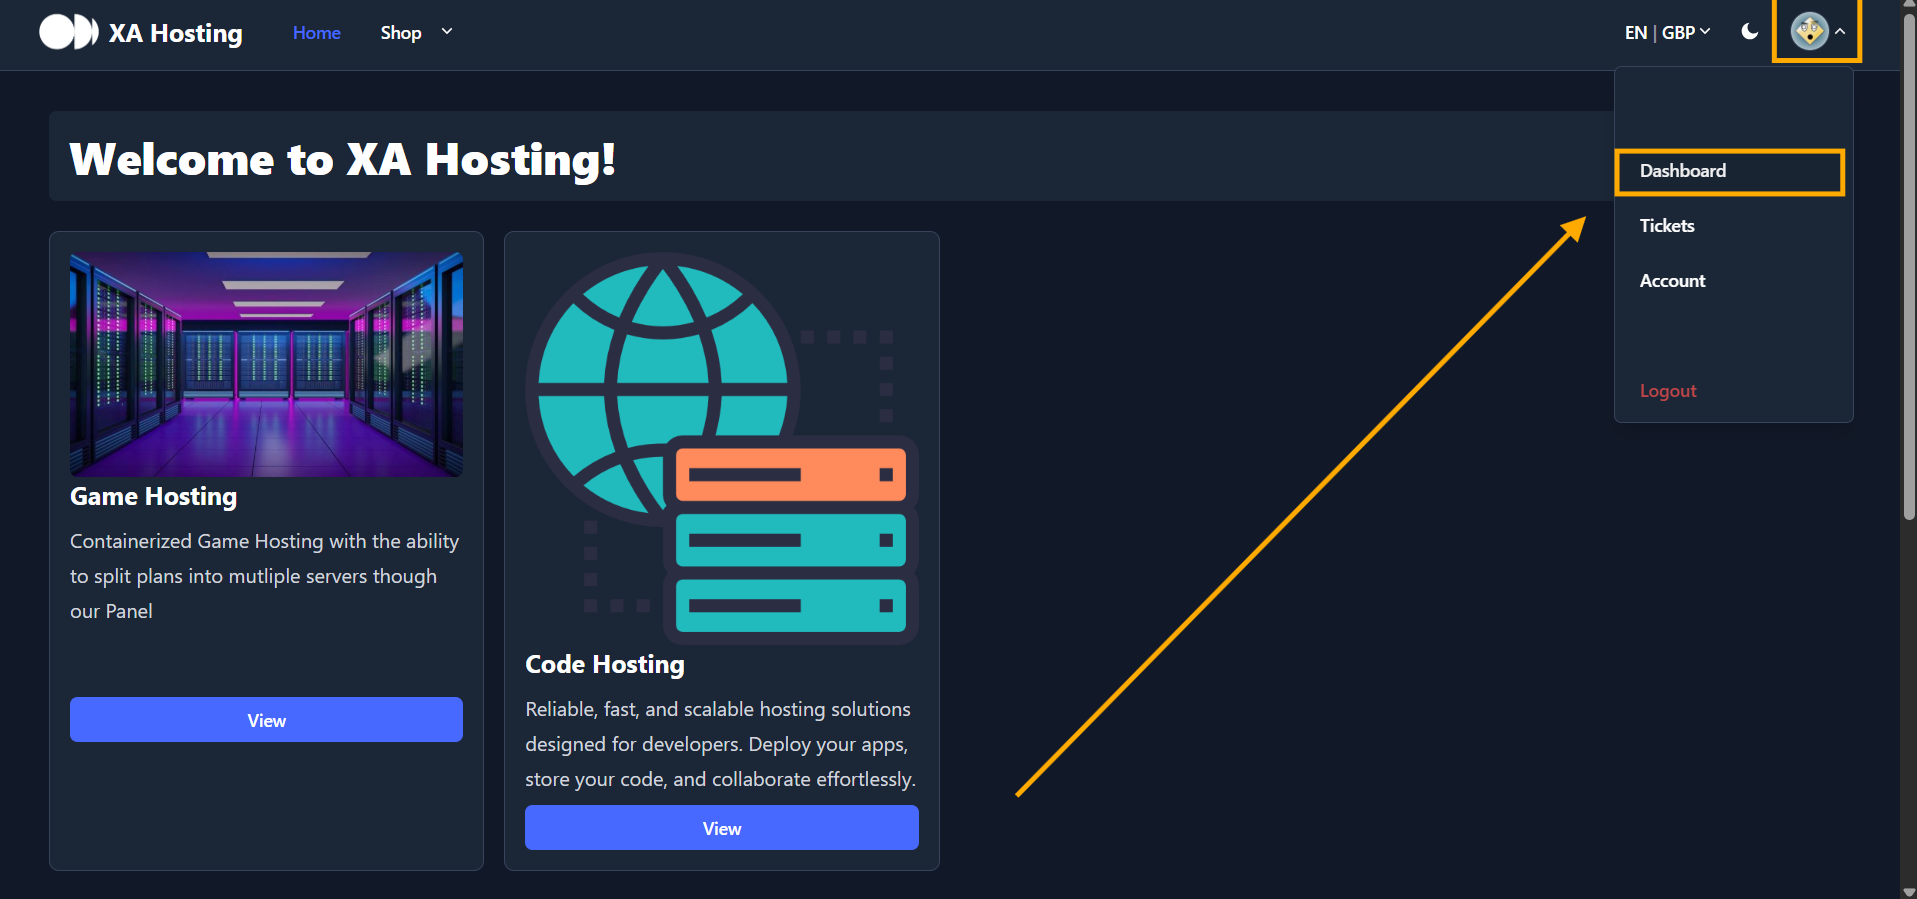 XA Hosting
Home
Shop
EN | GBP
Dashboard
Tickets
Account
Logout
Welcome to XA Hosting!
Game Hosting
Containerized Game Hosting with the ability
to split plans into mutliple servers though
our Panel
View
Code Hosting
Reliable, fast, and scalable hosting solutions
designed for developers. Deploy your apps,
store your code, and collaborate effortlessly.
View